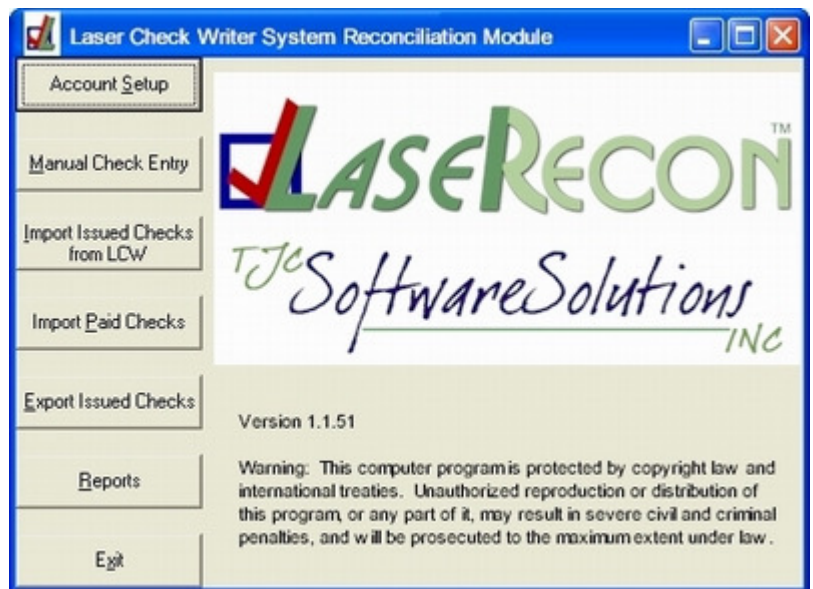 Laser Check Writer System Reconciliation Module
Account Setup
Manual Check Entry
Import Issued Checks
from LCW
Import Paid Checks
Export Issued Checks
Reports
Exit
LASERECON™
TJC
SoftwareSolutions
INC
Version 1.1.51
Warning: This computer program is protected by copyright law and
international treaties. Unauthorized reproduction or distribution of
this program, or any part of it, may result in severe civil and criminal
penalties, and will be prosecuted to the maximum extent under law.